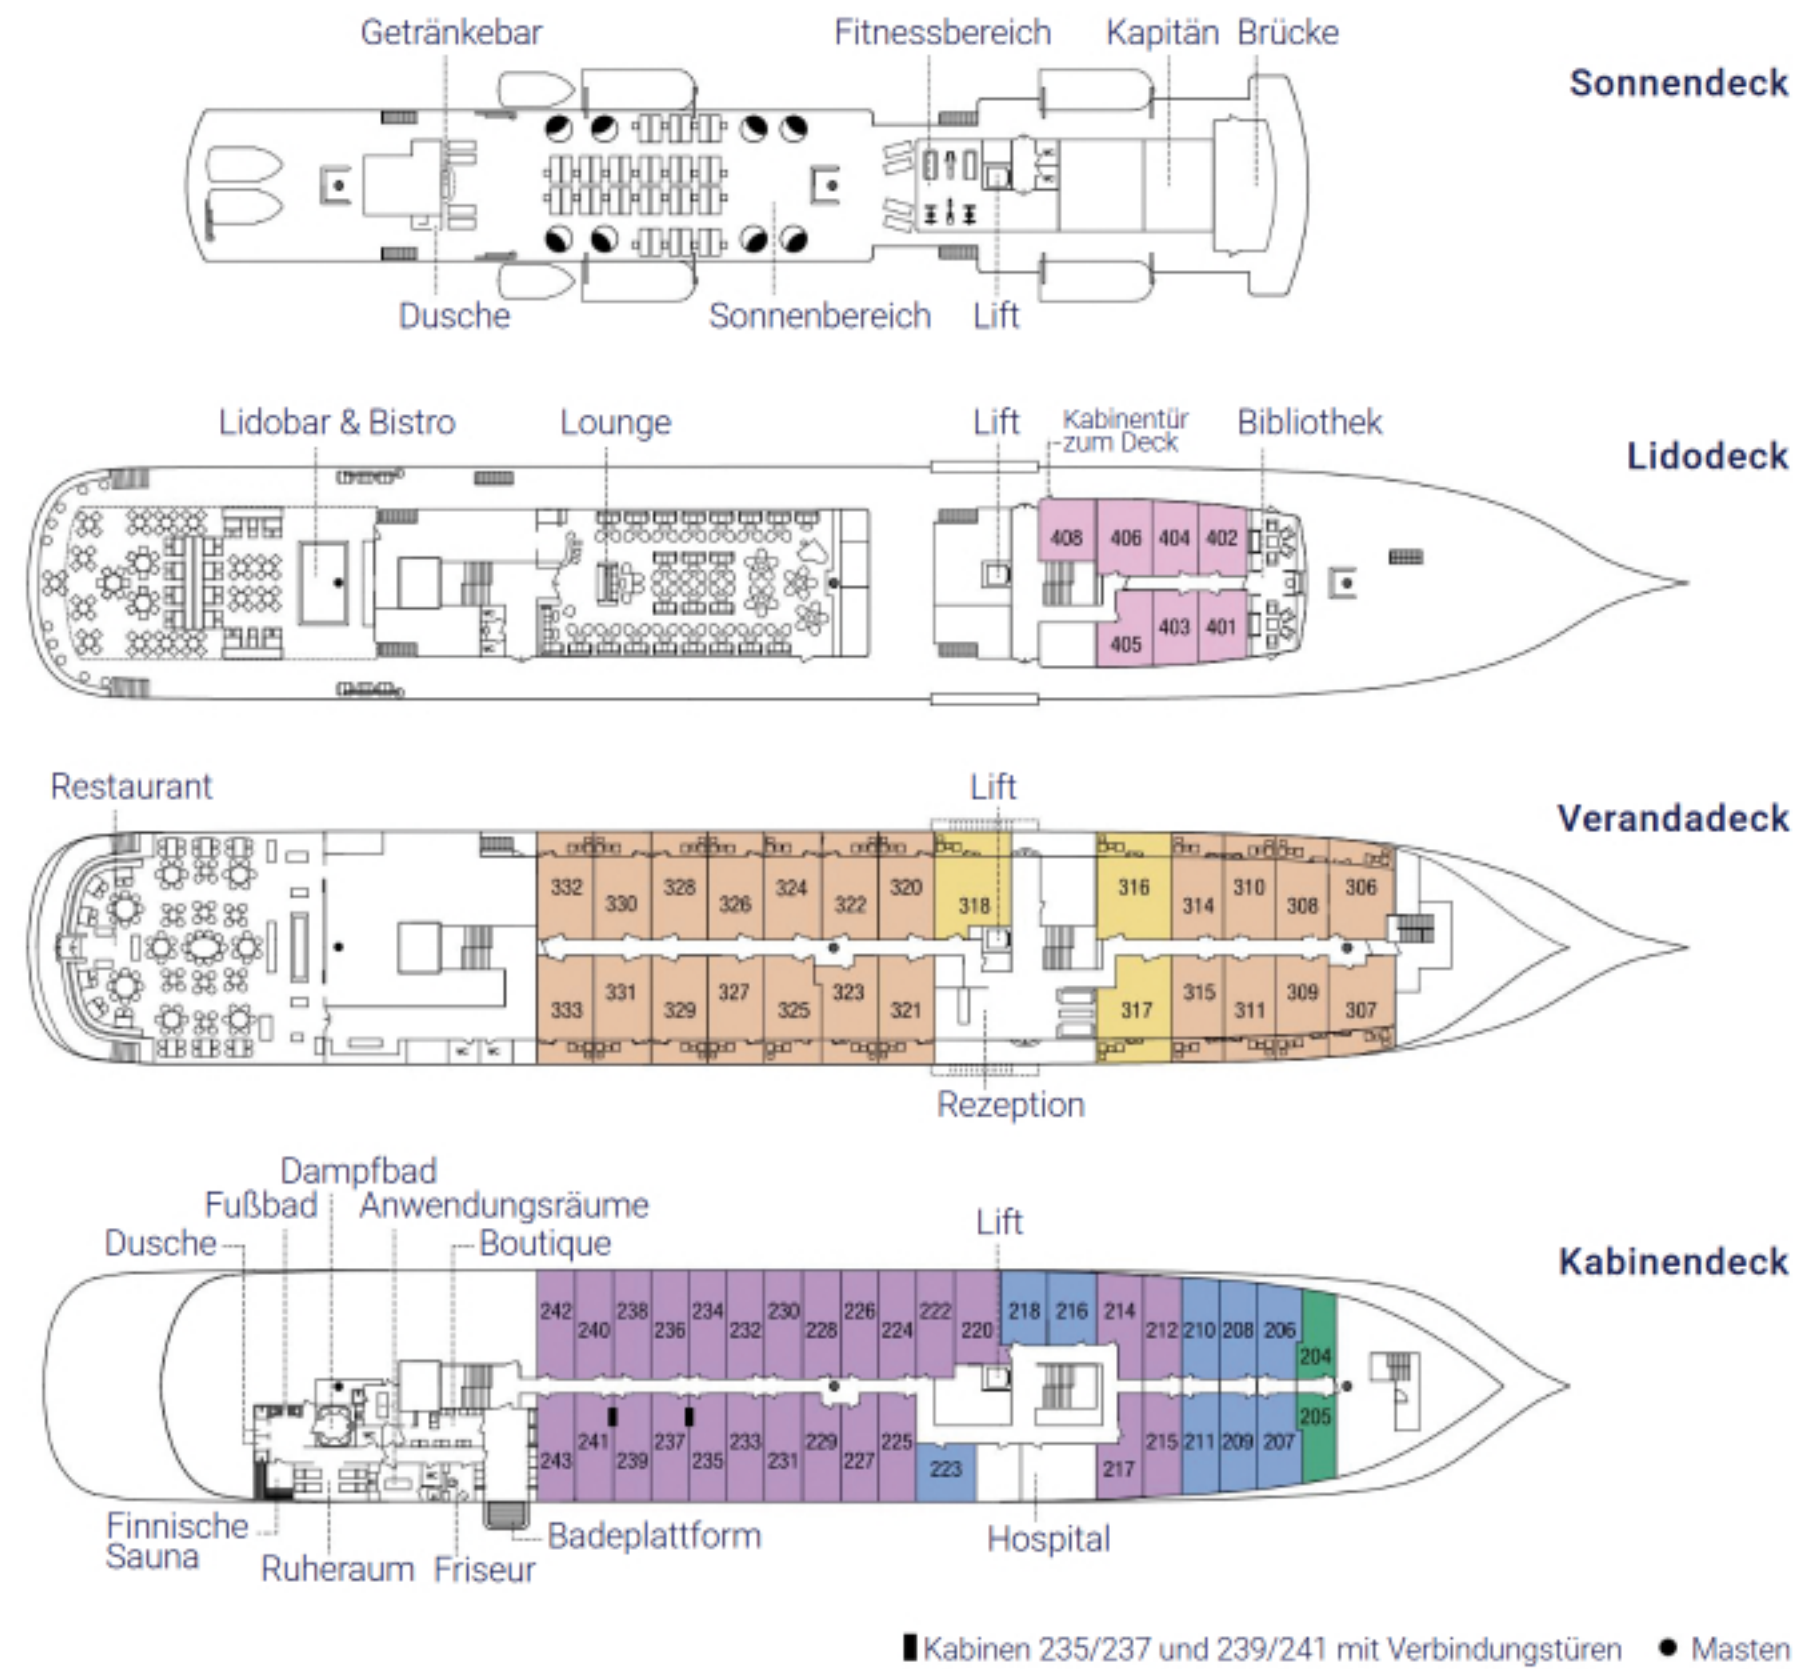 Getränkebar Fitnessbereich Kapitän Brücke
Sonnendeck
Dusche Sonnenbereich Lift
Lidobar & Bistro Lounge Lift Kabinentür
zum Deck Bibliothek
Lidodeck
408 406 404 402
405 403 401
Restaurant Lift
Verandadeck
332 330 328 326 324 322 320 318 316 314 310 308 306
333 331 329 327 325 323 321 317 315 311 309 307
Rezeption
Dampfbad
Fußbad Anwendungsräume
Dusche Boutique Lift
Kabinendeck
242 240 238 236 234 232 230 228 226 224 222 220 218 216 214 212 210 208 206 204
243 241 239 237 235 233 231 229 227 225 223 217 215 211 209 207 205
Finnische
Sauna
Ruheraum Friseur Badeplattform Hospital
Kabinen 235/237 und 239/241 mit Verbindungstüren Masten